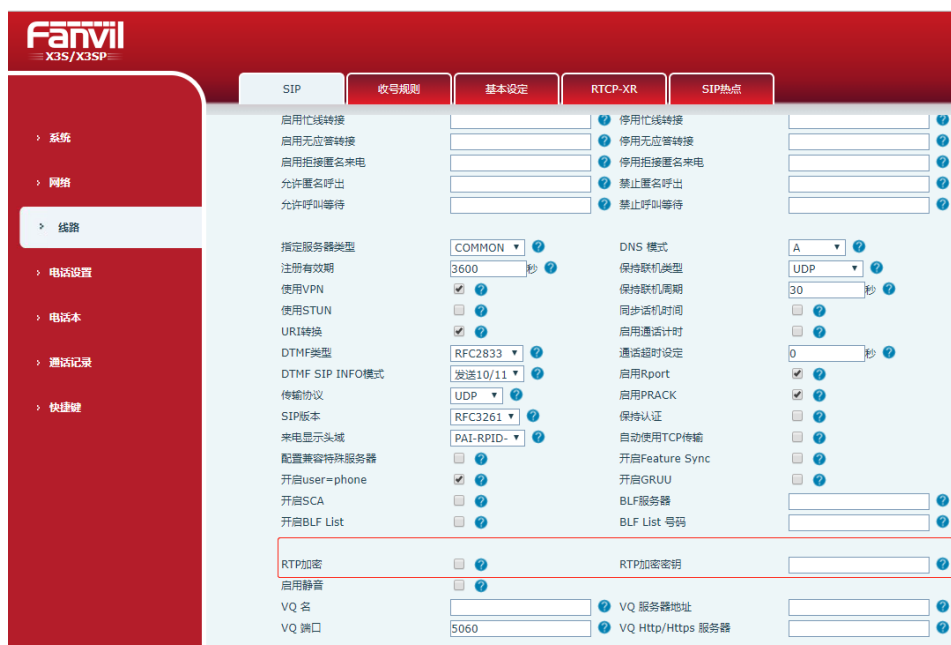 Fanvil
X3S/X3SP
SIP 收号规则 基本设定 RTCP-XR SIP热点
系统
网络
线路
电话设置
电话本
通话记录
快捷键
启用忙线转接 停用忙线转接
启用无应答转接 停用无应答转接
启用拒接匿名来电 停用拒接匿名来电
允许匿名呼出 禁止匿名呼出
允许呼叫等待 禁止呼叫等待
指定服务器类型 COMMON DNS 模式 A
注册有效期 3600 秒 保持联机类型 UDP
使用VPN 保持联机周期 30 秒
使用STUN 同步话机时间
URI转换 启用通话计时
DTMF类型 RFC2833 通话超时设定 0 秒
DTMF SIP INFO模式 发送10/11 启用Rport
传输协议 UDP 启用PRACK
SIP版本 RFC3261 保持认证
来电显示头域 PAI-RPID- 自动使用TCP传输
配置兼容特殊服务器 开启Feature Sync
开启user=phone 开启GRUU
开启SCA BLF服务器
开启BLF List BLF List 号码
RTP加密 RTP加密密钥
启用静音
VQ 名 VQ 服务器地址
VQ 端口 5060 VQ Http/Https 服务器